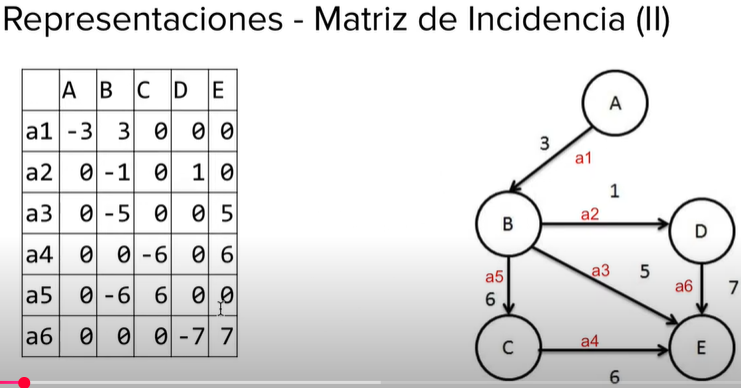 Representaciones - Matriz de Incidencia (II)
A B C D E
a1 -3 3 0 0 0
a2 0 -1 0 1 0
a3 0 -5 0 0 5
a4 0 0 -6 0 6
a5 0 -6 6 0 0
a6 0 0 0 -7 7
A
3
a1
1
B
a2
D
a5
a3
5
a6
7
6
C
a4
E
6